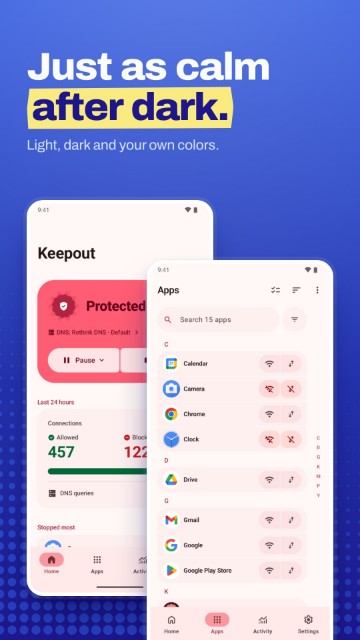 Just as calm
after dark.
Light, dark and your own colors.
9:41
Keepout
Protected
DNS: Rethink DNS · Default
Pause
Last 24 hours
Connections
Allowed
457
122
DNS queries
Stopped most
Home
Apps
9:41
Apps
Search 15 apps
C
Calendar
Camera
Chrome
Clock
D
Drive
G
Gmail
Google
Google Play Store
K
C
D
G
K
M
P
Y
Home
Apps
Activity
Settings